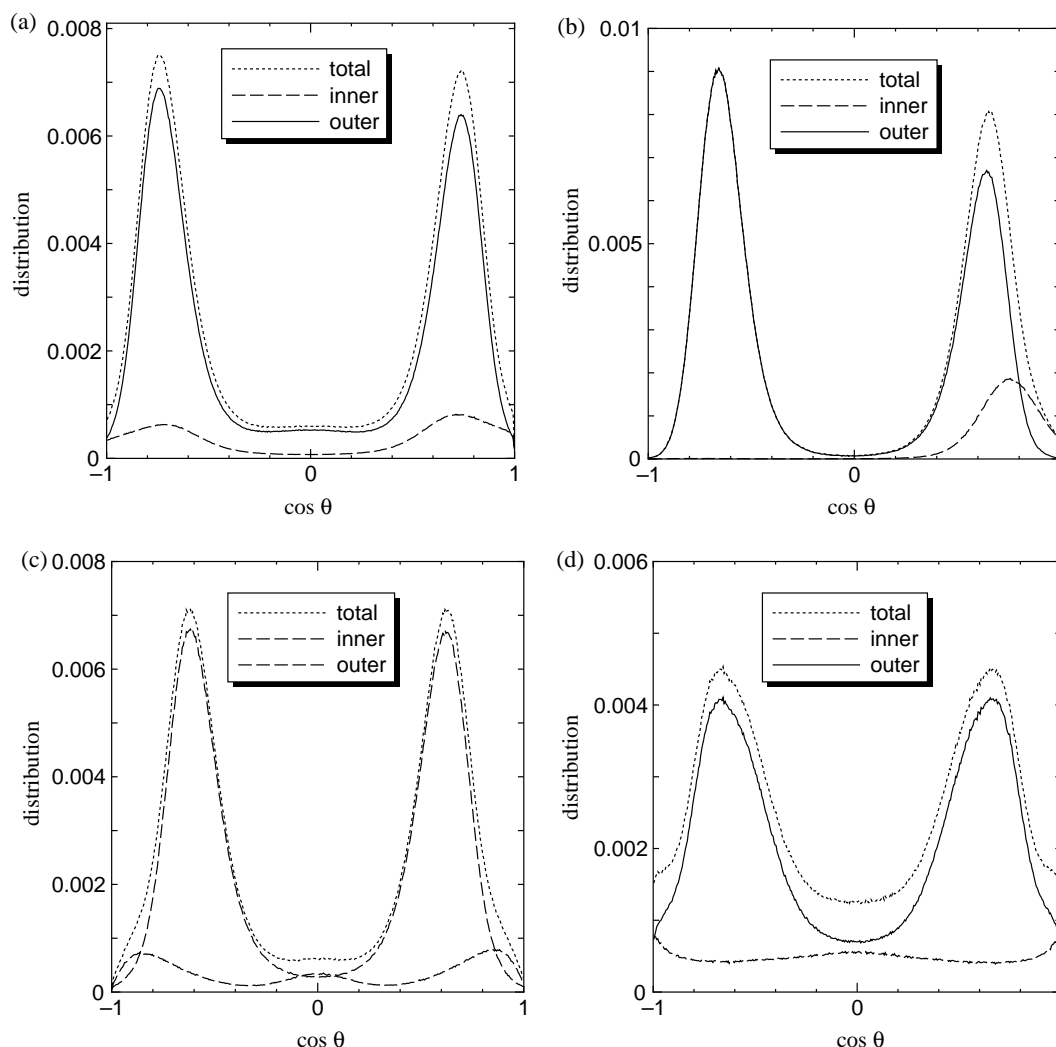 (a)
0.008
0.006
0.004
0.002
0
distribution
total
inner
outer
−1
0
1
cos θ
(b)
0.01
0.005
0
distribution
total
inner
outer
−1
0
cos θ
(c)
0.008
0.006
0.004
0.002
0
distribution
total
inner
outer
−1
0
1
cos θ
(d)
0.006
0.004
0.002
0
distribution
total
inner
outer
−1
0
cos θ